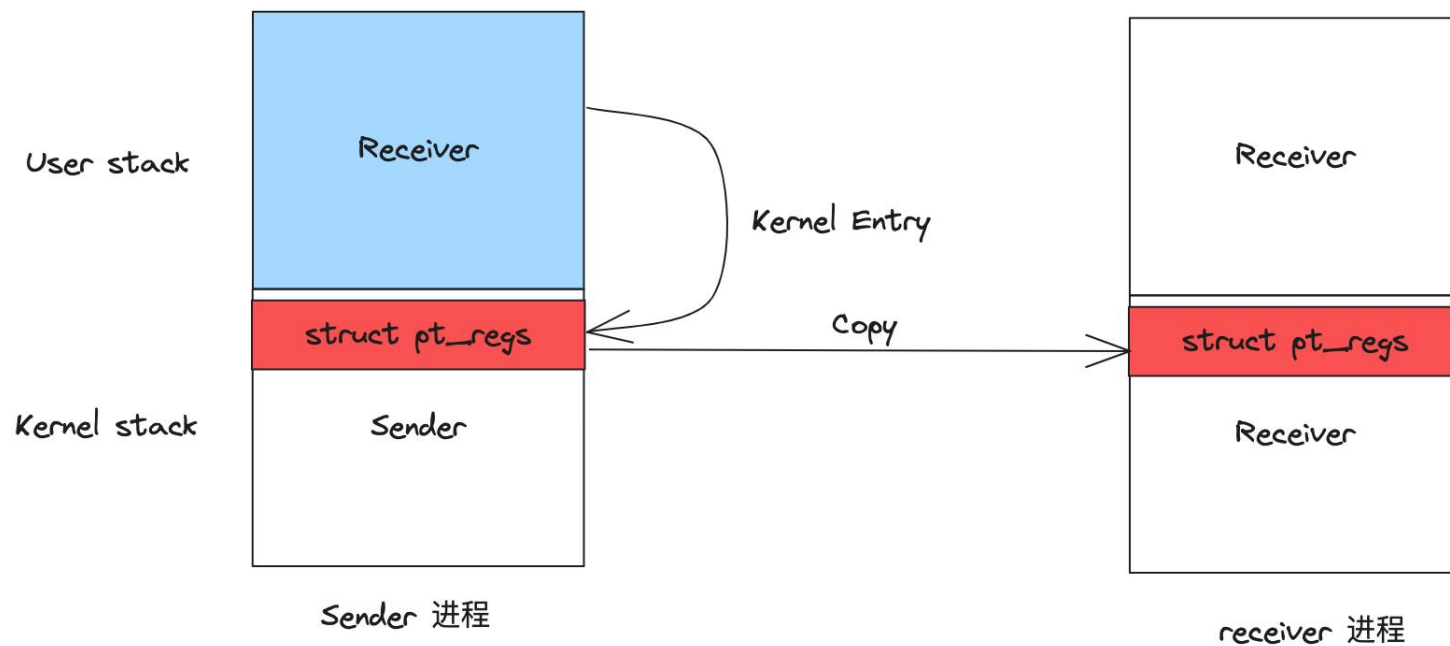 User stack
Receiver
Kernel Entry
Receiver
struct pt_regs
Copy
struct pt_regs
Kernel stack
Sender
Receiver
Sender 进程
receiver 进程